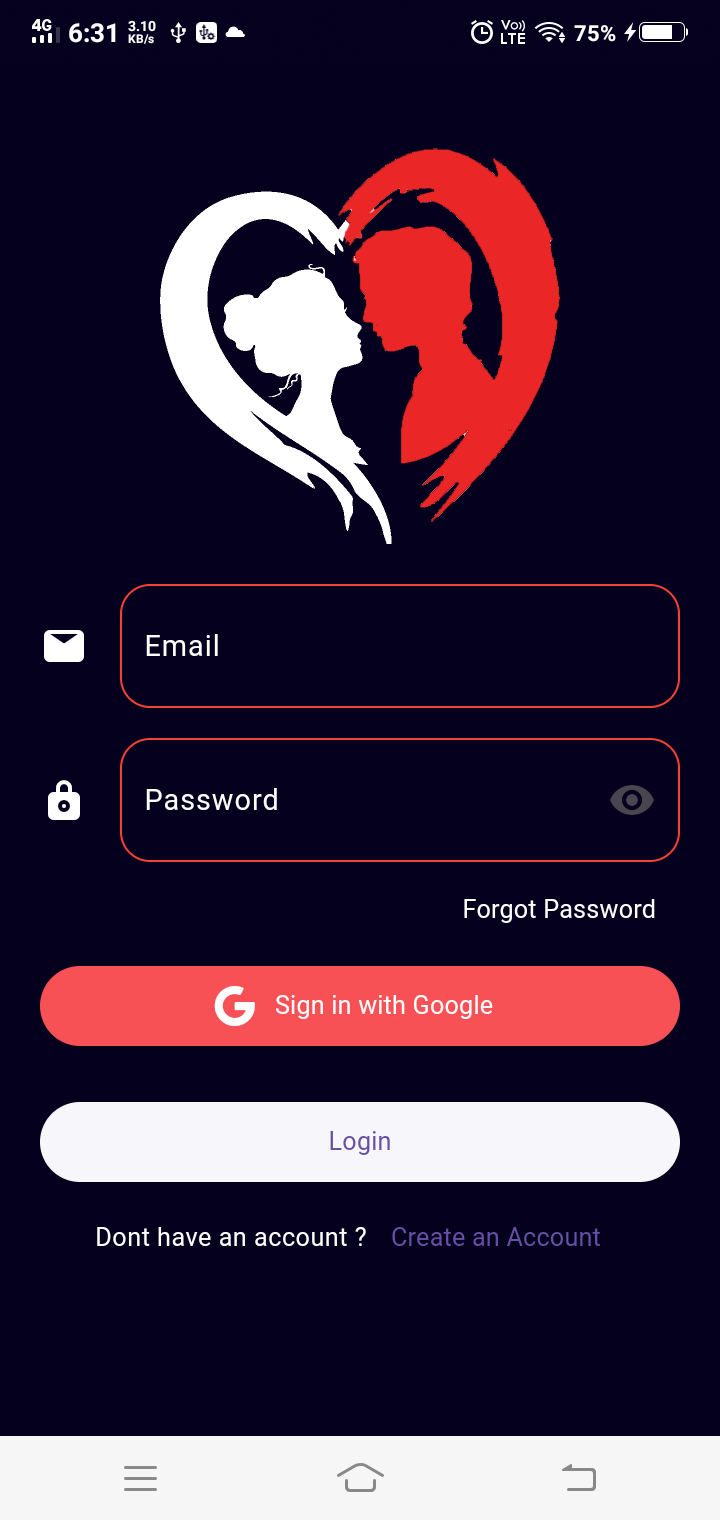 4G 6:31 3.10 KB/s Vo)) LTE 75%
Email
Password
Forgot Password
Sign in with Google
Login
Dont have an account ? Create an Account